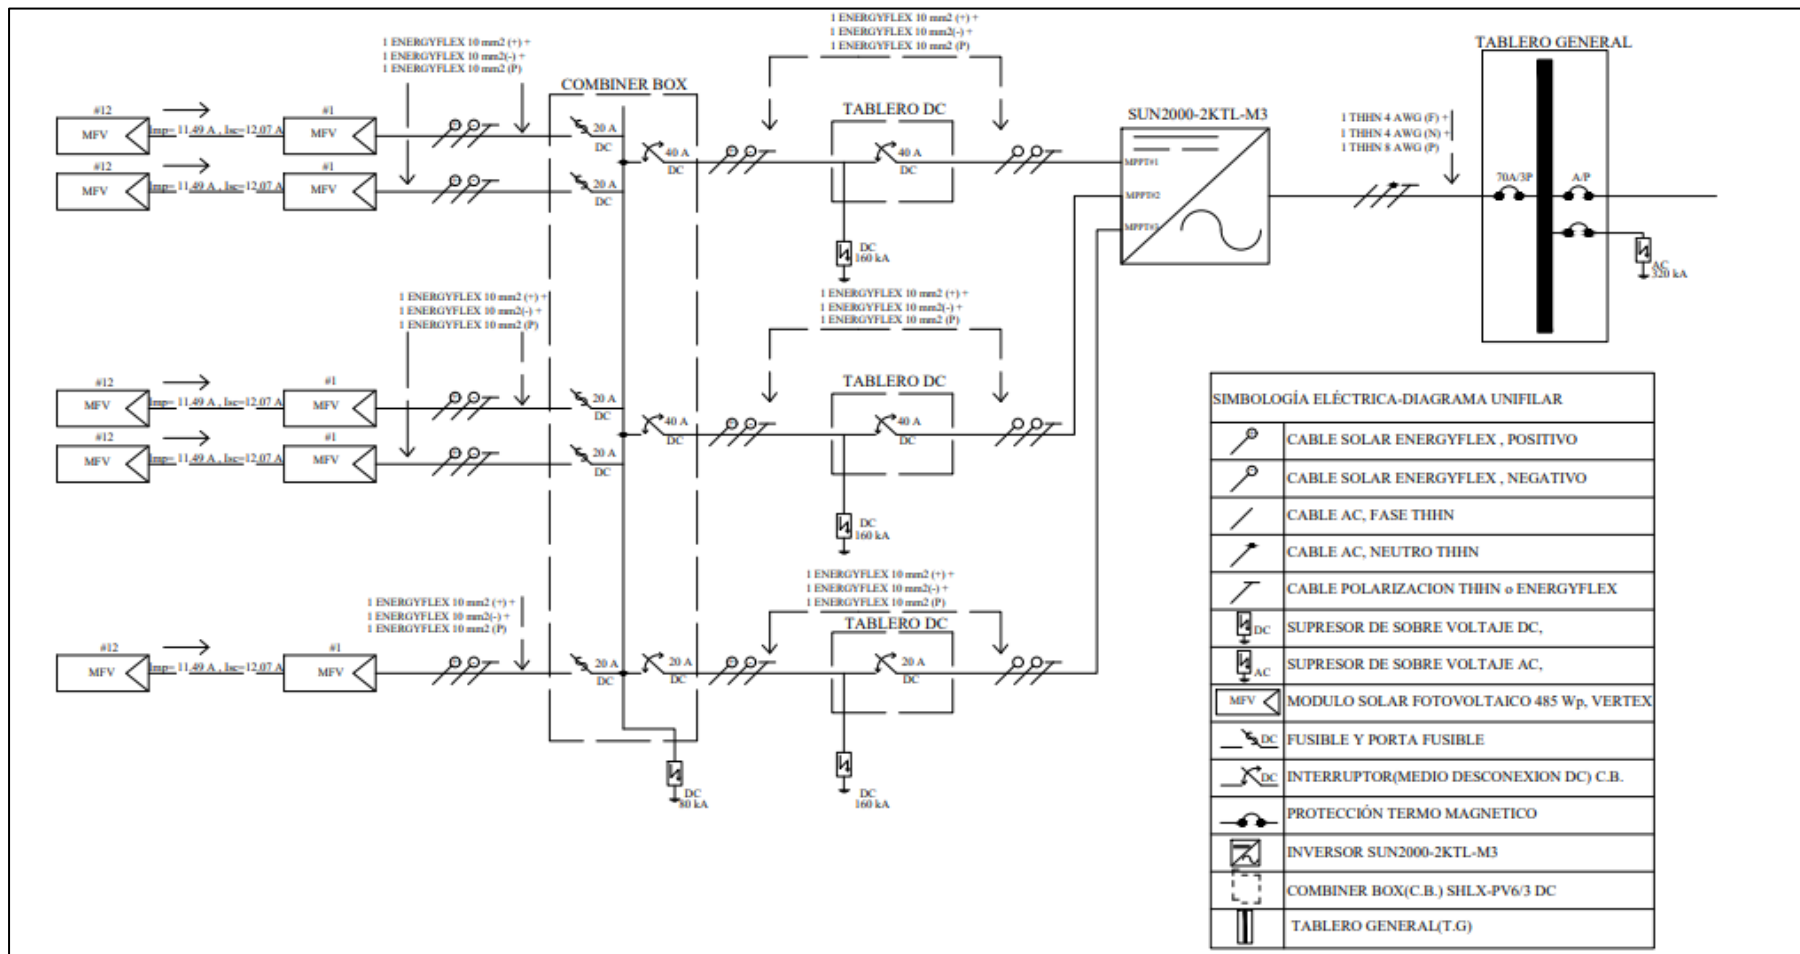 1 ENERGYFLEX 10 mm2 (+) +
1 ENERGYFLEX 10 mm2(-) +
1 ENERGYFLEX 10 mm2 (P)
1 ENERGYFLEX 10 mm2 (+) +
1 ENERGYFLEX 10 mm2(-) +
1 ENERGYFLEX 10 mm2 (P)
COMBINER BOX
TABLERO DC
SUN2000-2KTL-M3
TABLERO GENERAL
#12
MFV
Imp= 11,49 A , Isc=12,07 A
#1
MFV
20 A
DC
#12
MFV
Imp= 11,49 A , Isc=12,07 A
#1
MFV
20 A
DC
40 A
DC
40 A
DC
DC
160 kA
MPPT#1
MPPT#2
MPPT#3
1 THHN 4 AWG (F) +
1 THHN 4 AWG (N) +
1 THHN 8 AWG (P)
70A/3P
A/P
AC
320 kA
1 ENERGYFLEX 10 mm2 (+) +
1 ENERGYFLEX 10 mm2(-) +
1 ENERGYFLEX 10 mm2 (P)
1 ENERGYFLEX 10 mm2 (+) +
1 ENERGYFLEX 10 mm2(-) +
1 ENERGYFLEX 10 mm2 (P)
TABLERO DC
#12
MFV
Imp= 11,49 A , Isc=12,07 A
#1
MFV
20 A
DC
#12
MFV
Imp= 11,49 A , Isc=12,07 A
#1
MFV
20 A
DC
40 A
DC
40 A
DC
DC
160 kA
1 ENERGYFLEX 10 mm2 (+) +
1 ENERGYFLEX 10 mm2(-) +
1 ENERGYFLEX 10 mm2 (P)
1 ENERGYFLEX 10 mm2 (+) +
1 ENERGYFLEX 10 mm2(-) +
1 ENERGYFLEX 10 mm2 (P)
TABLERO DC
#12
MFV
Imp= 11,49 A , Isc=12,07 A
#1
MFV
20 A
DC
20 A
DC
20 A
DC
DC
80 kA
DC
160 kA
SIMBOLOGÍA ELÉCTRICA-DIAGRAMA UNIFILAR
CABLE SOLAR ENERGYFLEX , POSITIVO
CABLE SOLAR ENERGYFLEX , NEGATIVO
CABLE AC, FASE THHN
CABLE AC, NEUTRO THHN
CABLE POLARIZACION THHN o ENERGYFLEX
DC SUPRESOR DE SOBRE VOLTAJE DC,
AC SUPRESOR DE SOBRE VOLTAJE AC,
MFV MODULO SOLAR FOTOVOLTAICO 485 Wp, VERTEX
DC FUSIBLE Y PORTA FUSIBLE
DC INTERRUPTOR(MEDIO DESCONEXION DC) C.B.
PROTECCIÓN TERMO MAGNETICO
INVERSOR SUN2000-2KTL-M3
COMBINER BOX(C.B.) SHLX-PV6/3 DC
TABLERO GENERAL(T.G)